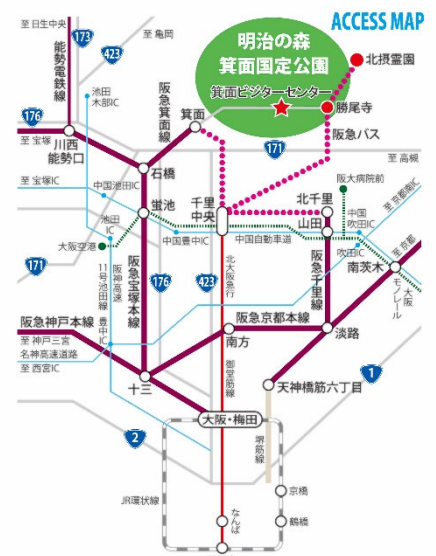 ACCESS MAP
至 日生中央
173
至 亀岡
能勢電鉄線
423
池田木部IC
明治の森
箕面国定公園
箕面ビジターセンター
北摂霊園
勝尾寺
阪急バス
176
阪急箕面線
箕面
171
至 高槻
至 宝塚
川西能勢口
石橋
至 宝塚IC
中国池田IC
阪大病院前
至 京都南IC
蛍池
千里中央
北千里
山田
中国吹田IC
池田IC
大阪空港
中国豊中IC
中国自動車道
吹田IC
至 京都
南茨木
171
阪神高速
11号池田線
阪急宝塚本線
176
423
北大阪急行
阪急千里線
大阪モノレール
豊中IC
阪急神戸本線
阪急京都本線
至 神戸三宮
名神高速道路
至 西宮IC
南方
淡路
御堂筋線
十三
天神橋筋六丁目
1
大阪・梅田
2
堺筋線
JR環状線
京橋
なんば
鶴橋